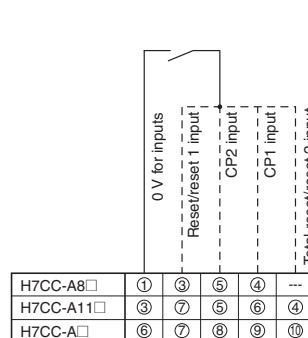 0 V for inputs
Reset/reset 1 input
CP2 input
CP1 input
Total reset/reset 2 input
H7CC-A8□ ① ③ ⑤ ④ ---
H7CC-A11□ ③ ⑦ ⑤ ⑥ ④
H7CC-A□ ⑥ ⑦ ⑧ ⑨ ⑩